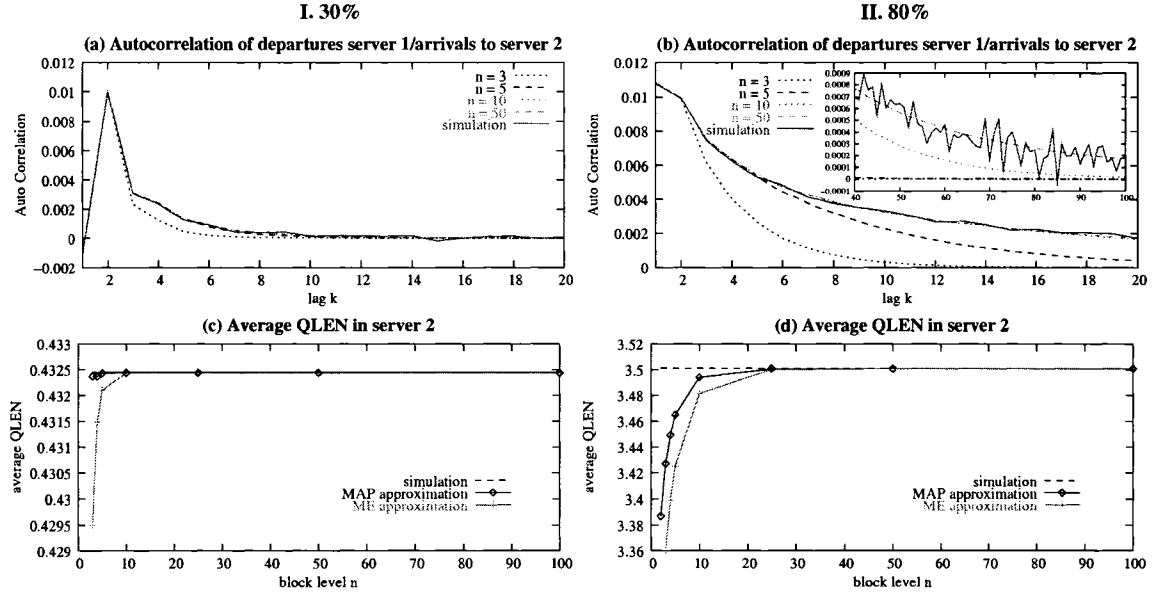 I. 30%
II. 80%
(a) Autocorrelation of departures server 1/arrivals to server 2
0.012
0.01
0.008
0.006
0.004
0.002
0
−0.002
Auto Correlation
n = 3
n = 5
n = 10
n = 50
simulation
2 4 6 8 10 12 14 16 18 20
lag k
(b) Autocorrelation of departures server 1/arrivals to server 2
0.012
0.01
0.008
0.006
0.004
0.002
0
Auto Correlation
n = 3
n = 5
n = 10
n = 50
simulation
0.0009
0.0008
0.0007
0.0006
0.0005
0.0004
0.0003
0.0002
0.0001
0
−0.0001
40 50 60 70 80 90 100
2 4 6 8 10 12 14 16 18 20
lag k
(c) Average QLEN in server 2
0.433
0.4325
0.432
0.4315
0.431
0.4305
0.43
0.4295
0.429
average QLEN
simulation
MAP approximation
ME approximation
0 10 20 30 40 50 60 70 80 90 100
block level n
(d) Average QLEN in server 2
3.52
3.5
3.48
3.46
3.44
3.42
3.4
3.38
3.36
average QLEN
simulation
MAP approximation
ME approximation
0 10 20 30 40 50 60 70 80 90 100
block level n